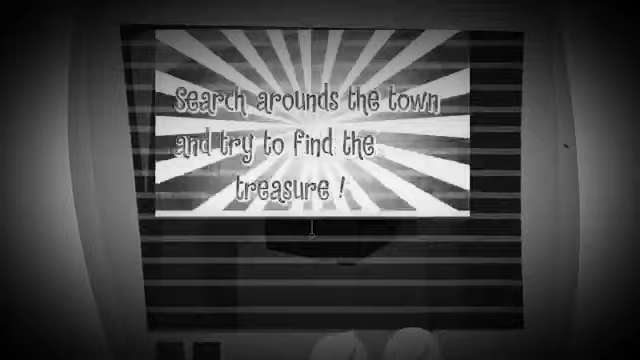 Search arounds the town
and try to find the
treasure !